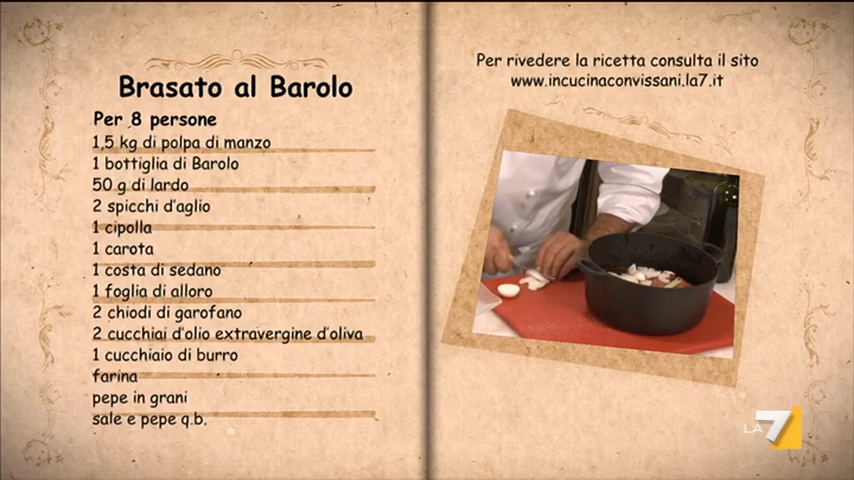 Brasato al Barolo
Per 8 persone
1,5 kg di polpa di manzo
1 bottiglia di Barolo
50 g di lardo
2 spicchi d'aglio
1 cipolla
1 carota
1 costa di sedano
1 foglia di alloro
2 chiodi di garofano
2 cucchiai d'olio extravergine d'oliva
1 cucchiaio di burro
farina
pepe in grani
sale e pepe q.b.
Per rivedere la ricetta consulta il sito
www.incucinaconvissani.la7.it
LA7